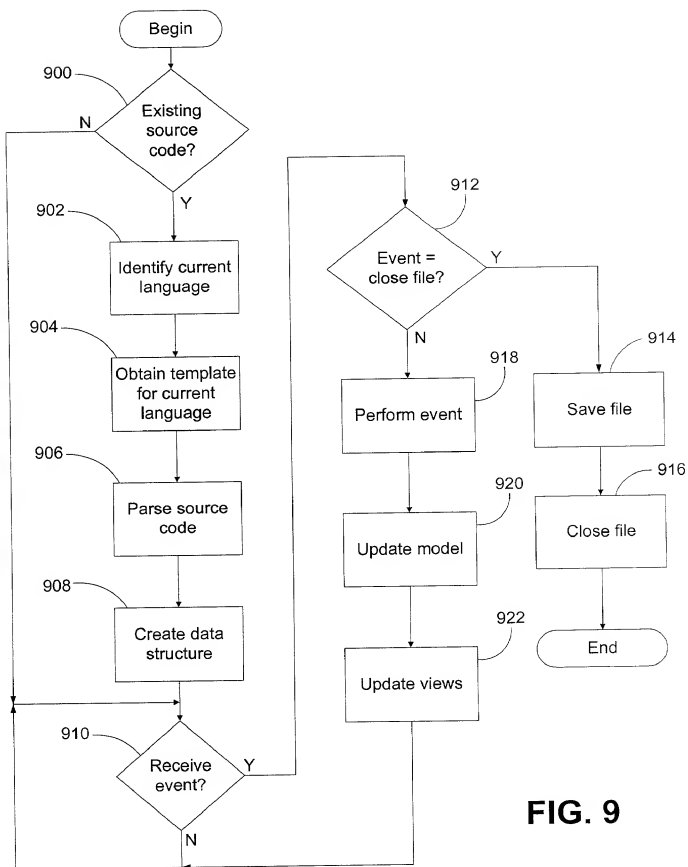 Begin
900
Existing
source
code?
N
Y
902
Identify current
language
904
Obtain template
for current
language
906
Parse source
code
908
Create data
structure
910
Receive
event?
Y
N
912
Event =
close file?
Y
N
918
Perform event
920
Update model
922
Update views
914
Save file
916
Close file
End
FIG. 9